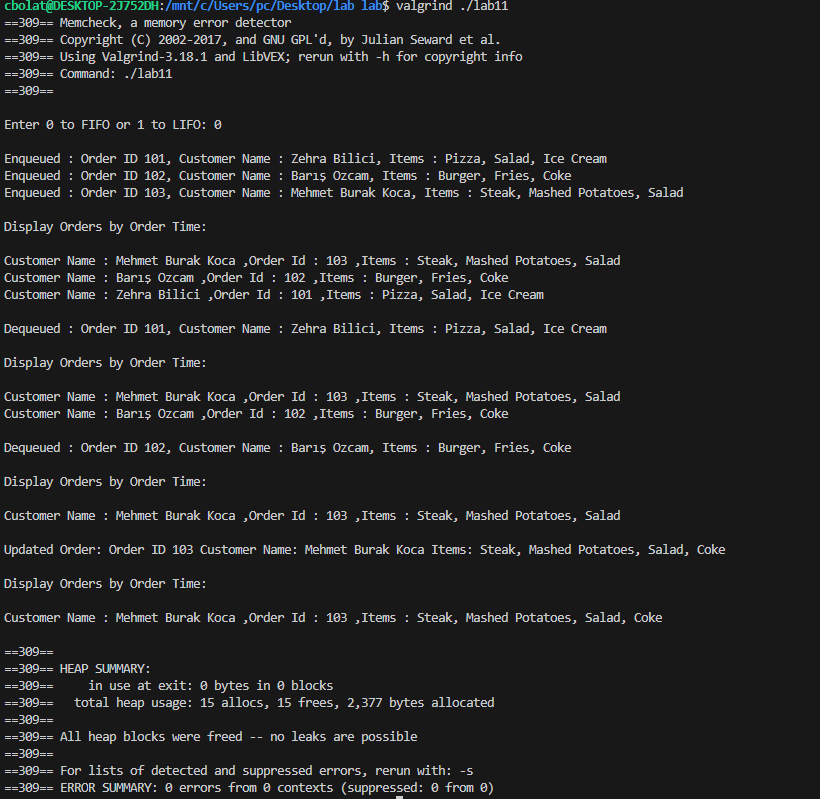 cbolat@DESKTOP-2J752DH:/mnt/c/Users/pc/Desktop/lab lab$ valgrind ./lab11
==309== Memcheck, a memory error detector
==309== Copyright (C) 2002-2017, and GNU GPL'd, by Julian Seward et al.
==309== Using Valgrind-3.18.1 and LibVEX; rerun with -h for copyright info
==309== Command: ./lab11
==309==
Enter 0 to FIFO or 1 to LIFO: 0
Enqueued : Order ID 101, Customer Name : Zehra Bilici, Items : Pizza, Salad, Ice Cream
Enqueued : Order ID 102, Customer Name : Barış Ozcam, Items : Burger, Fries, Coke
Enqueued : Order ID 103, Customer Name : Mehmet Burak Koca, Items : Steak, Mashed Potatoes, Salad
Display Orders by Order Time:
Customer Name : Mehmet Burak Koca ,Order Id : 103 ,Items : Steak, Mashed Potatoes, Salad
Customer Name : Barış Ozcam ,Order Id : 102 ,Items : Burger, Fries, Coke
Customer Name : Zehra Bilici ,Order Id : 101 ,Items : Pizza, Salad, Ice Cream
Dequeued : Order ID 101, Customer Name : Zehra Bilici, Items : Pizza, Salad, Ice Cream
Display Orders by Order Time:
Customer Name : Mehmet Burak Koca ,Order Id : 103 ,Items : Steak, Mashed Potatoes, Salad
Customer Name : Barış Ozcam ,Order Id : 102 ,Items : Burger, Fries, Coke
Dequeued : Order ID 102, Customer Name : Barış Ozcam, Items : Burger, Fries, Coke
Display Orders by Order Time:
Customer Name : Mehmet Burak Koca ,Order Id : 103 ,Items : Steak, Mashed Potatoes, Salad
Updated Order: Order ID 103 Customer Name: Mehmet Burak Koca Items: Steak, Mashed Potatoes, Salad, Coke
Display Orders by Order Time:
Customer Name : Mehmet Burak Koca ,Order Id : 103 ,Items : Steak, Mashed Potatoes, Salad, Coke
==309==
==309== HEAP SUMMARY:
==309==     in use at exit: 0 bytes in 0 blocks
==309==   total heap usage: 15 allocs, 15 frees, 2,377 bytes allocated
==309==
==309== All heap blocks were freed -- no leaks are possible
==309==
==309== For lists of detected and suppressed errors, rerun with: -s
==309== ERROR SUMMARY: 0 errors from 0 contexts (suppressed: 0 from 0)